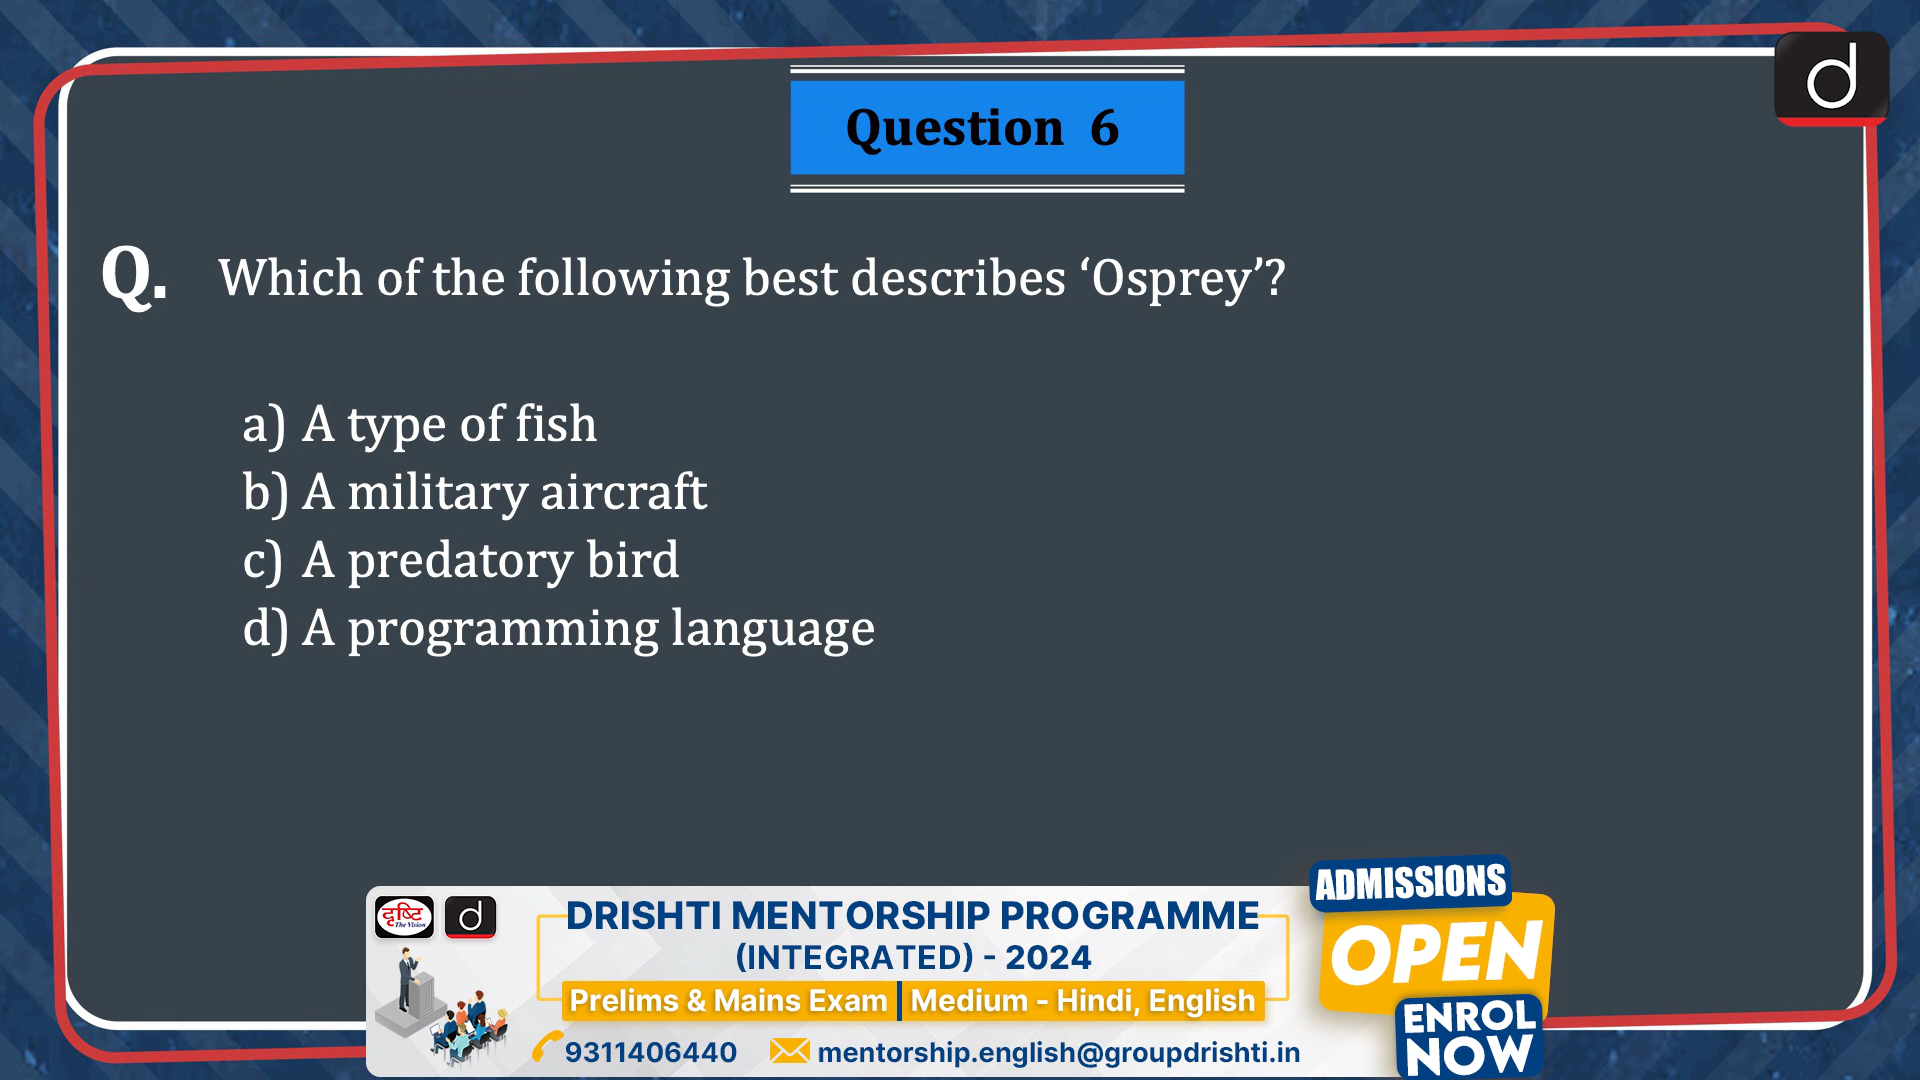 d
Question 6
Q. Which of the following best describes ‘Osprey’?
a) A type of fish
b) A military aircraft
c) A predatory bird
d) A programming language
दृष्टि
The Vision
d
DRISHTI MENTORSHIP PROGRAMME
(INTEGRATED) - 2024
Prelims & Mains Exam | Medium - Hindi, English
9311406440 mentorship.english@groupdrishti.in
ADMISSIONS
OPEN
ENROL
NOW